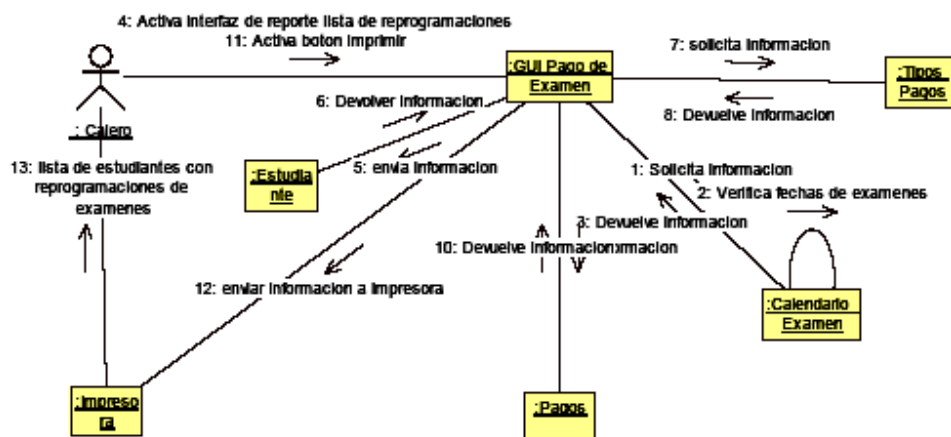 4: Activa interfaz de reporte lista de reprogramaciones
11: Activa boton imprimir
7: solicita informacion
:GUI Pago de
Examen
:Tipos
Pagos
6: Devolver informacion
8: Devuelve informacion
: Cajero
13: lista de estudiantes con
reprogramaciones de
examenes
5: envia informacion
1: Solicita informacion
:Estudia
nte
2: Verifica fechas de examenes
3: Devuelve informacion
10: Devuelve informacion
12: enviar informacion a impresora
:Calendario
Examen
:Impreso
ra
:Pagos